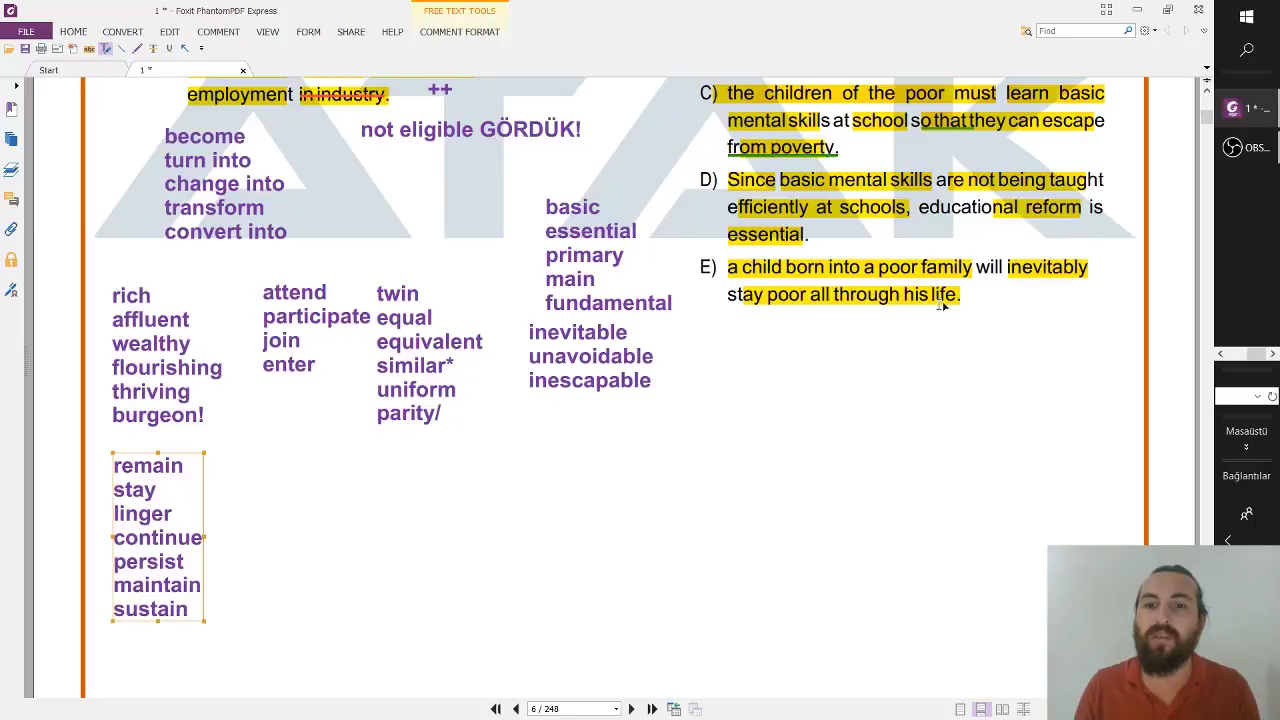 1 * - Foxit PhantomPDF Express
FREE TEXT TOOLS
FILE
HOME
CONVERT
EDIT
COMMENT
VIEW
FORM
SHARE
HELP
COMMENT FORMAT
Find
Start
1 *
employment in industry.
++
not eligible GÖRDÜK!
become
turn into
change into
transform
convert into
rich
affluent
wealthy
flourishing
thriving
burgeon!
attend
participate
join
enter
twin
equal
equivalent
similar*
uniform
parity/
basic
essential
primary
main
fundamental
inevitable
unavoidable
inescapable
remain
stay
linger
continue
persist
maintain
sustain
C) the children of the poor must learn basic
mental skills at school so that they can escape
from poverty.
D) Since basic mental skills are not being taught
efficiently at schools, educational reform is
essential.
E) a child born into a poor family will inevitably
stay poor all through his life.
6 / 248
1 * -...
OBS...
Masaüstü
Bağlantılar